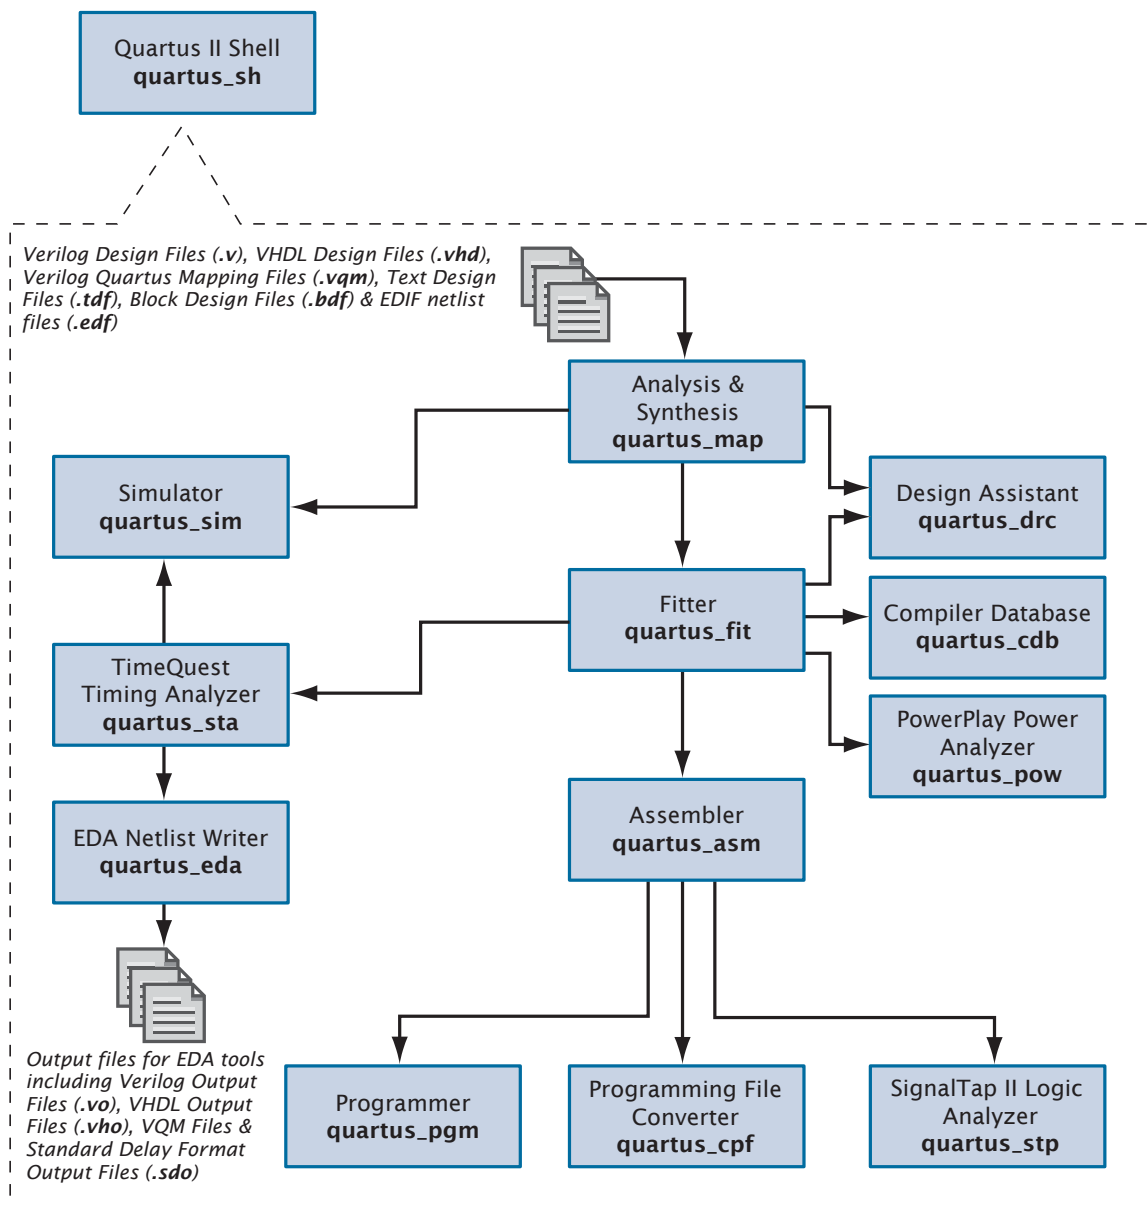 Quartus II Shell
quartus_sh
Verilog Design Files (.v), VHDL Design Files (.vhd),
Verilog Quartus Mapping Files (.vqm), Text Design
Files (.tdf), Block Design Files (.bdf) & EDIF netlist
files (.edf)
Analysis &
Synthesis
quartus_map
Simulator
quartus_sim
Design Assistant
quartus_drc
Fitter
quartus_fit
Compiler Database
quartus_cdb
TimeQuest
Timing Analyzer
quartus_sta
PowerPlay Power
Analyzer
quartus_pow
EDA Netlist Writer
quartus_eda
Assembler
quartus_asm
Output files for EDA tools
including Verilog Output
Files (.vo), VHDL Output
Files (.vho), VQM Files &
Standard Delay Format
Output Files (.sdo)
Programmer
quartus_pgm
Programming File
Converter
quartus_cpf
SignalTap II Logic
Analyzer
quartus_stp